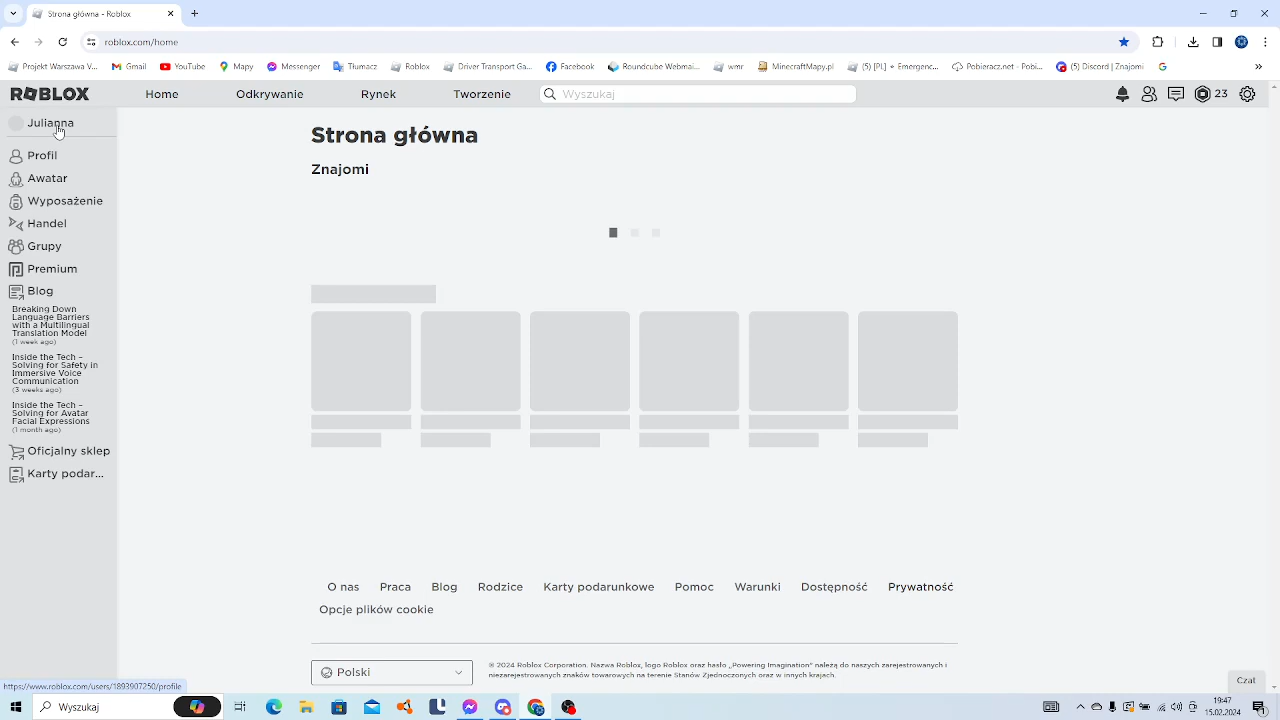 Strona główna - Roblox
roblox.com/home
Projekt Warszawa V... Gmail YouTube Mapy Messenger Tłumacz Roblox Driver Transport Ga... Facebook Roundcube Webmai... wmr MinecraftMapy.pl (5) [PL] ★ Emergenc... Pobieracz.net - Pobi... (5) Discord | Znajomi
ROBLOX Home Odkrywanie Rynek Tworzenie Wyszukaj 23
Julianna
Profil
Awatar
Wyposażenie
Handel
Grupy
Premium
Blog
Breaking Down
Language Barriers
with a Multilingual
Translation Model
(1 week ago)
Inside the Tech –
Solving for Safety in
Immersive Voice
Communication
(3 weeks ago)
Inside the Tech –
Solving for Avatar
Facial Expressions
(1 month ago)
Oficjalny sklep
Karty podar...
Strona główna
Znajomi
O nas Praca Blog Rodzice Karty podarunkowe Pomoc Warunki Dostępność Prywatność
Opcje plików cookie
Polski
© 2024 Roblox Corporation. Nazwa Roblox, logo Roblox oraz hasło „Powering Imagination” należą do naszych zarejestrowanych i
niezarejestrowanych znaków towarowych na terenie Stanów Zjednoczonych oraz w innych krajach.
Czat
https://www.roblox.com/users/1893907250/profile
Wyszukaj
19:47
15.02.2024